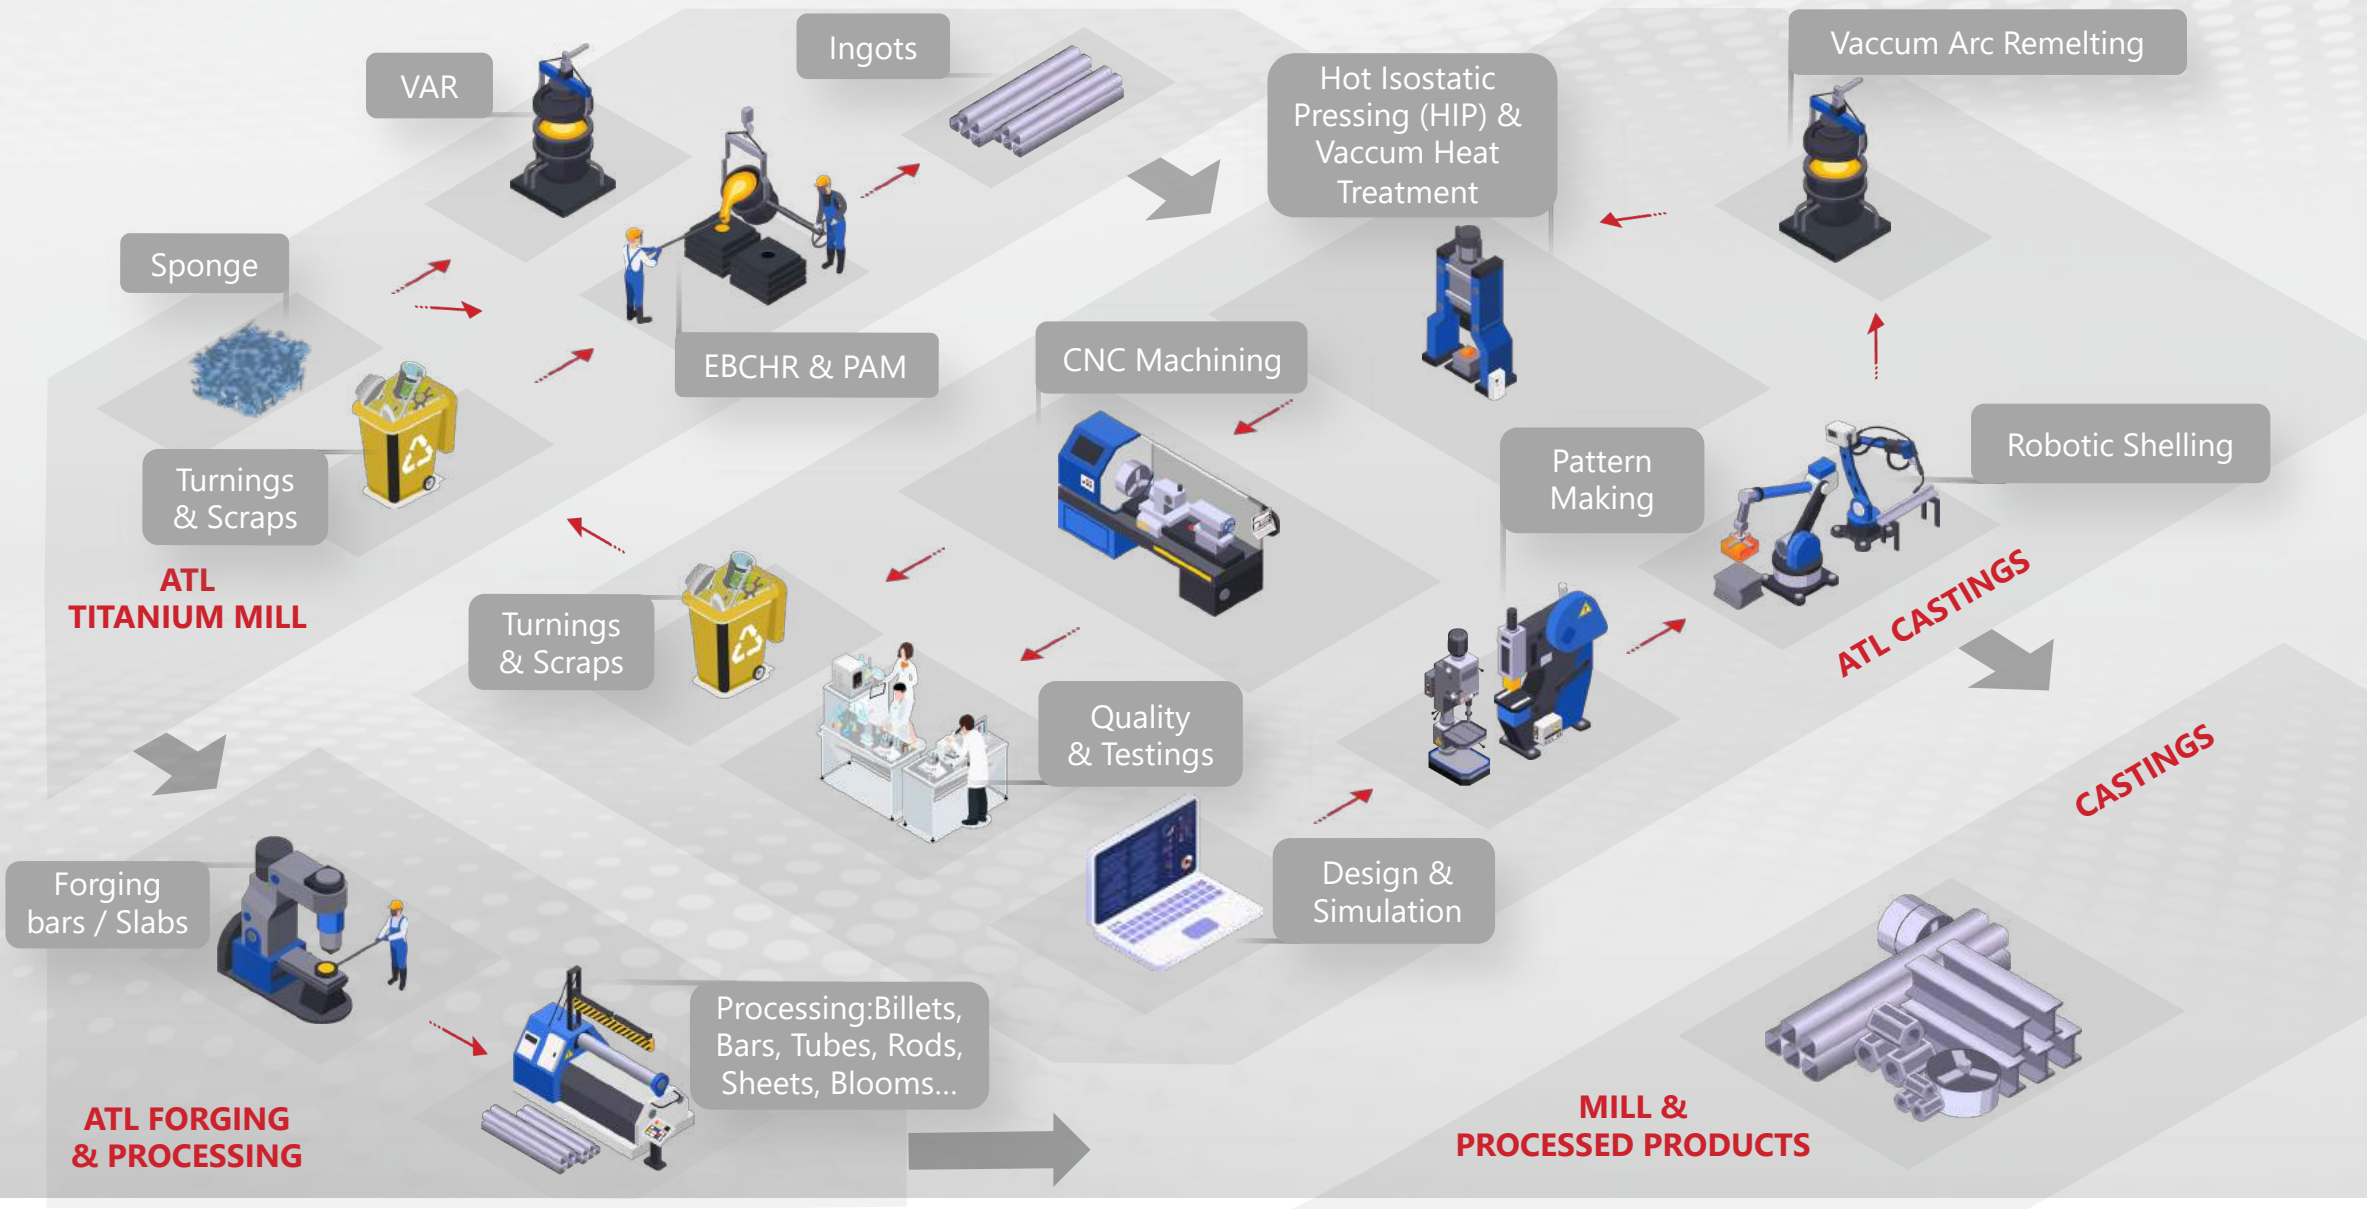 VAR
Ingots
Hot Isostatic
Pressing (HIP) &
Vaccum Heat
Treatment
Vaccum Arc Remelting
Sponge
EBCHR & PAM
CNC Machining
Turnings
& Scraps
Pattern
Making
Robotic Shelling
ATL
TITANIUM MILL
Turnings
& Scraps
ATL CASTINGS
Quality
& Testings
CASTINGS
Forging
bars / Slabs
Design &
Simulation
Processing:Billets,
Bars, Tubes, Rods,
Sheets, Blooms...
ATL FORGING
& PROCESSING
MILL &
PROCESSED PRODUCTS